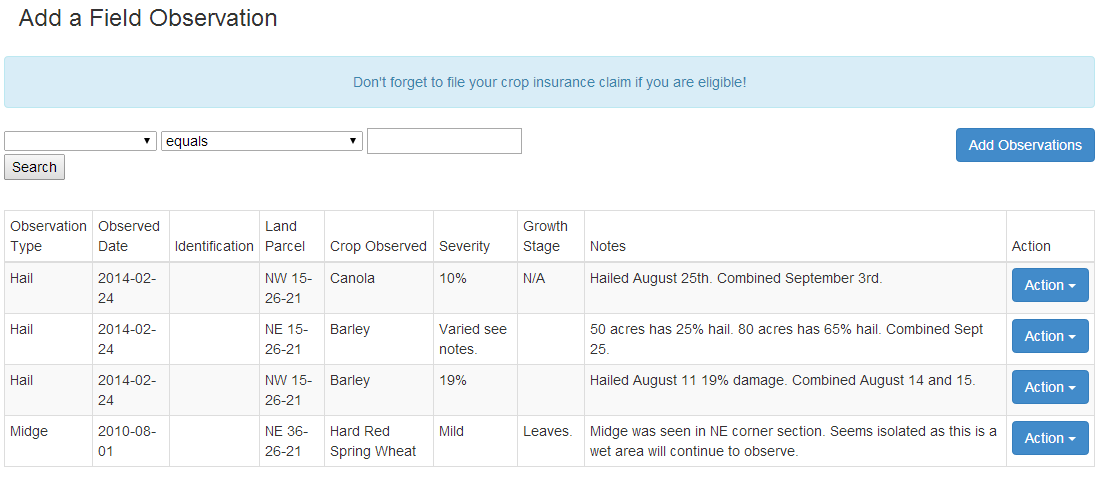 Add a Field Observation
Don't forget to file your crop insurance claim if you are eligible!
equals
Add Observations
Search
Observation Type Observed Date Identification Land Parcel Crop Observed Severity Growth Stage Notes Action
Hail 2014-02-24 NW 15-26-21 Canola 10% N/A Hailed August 25th. Combined September 3rd. Action
Hail 2014-02-24 NE 15-26-21 Barley Varied see notes. 50 acres has 25% hail. 80 acres has 65% hail. Combined Sept 25. Action
Hail 2014-02-24 NW 15-26-21 Barley 19% Hailed August 11 19% damage. Combined August 14 and 15. Action
Midge 2010-08-01 NE 36-26-21 Hard Red Spring Wheat Mild Leaves. Midge was seen in NE corner section. Seems isolated as this is a wet area will continue to observe. Action